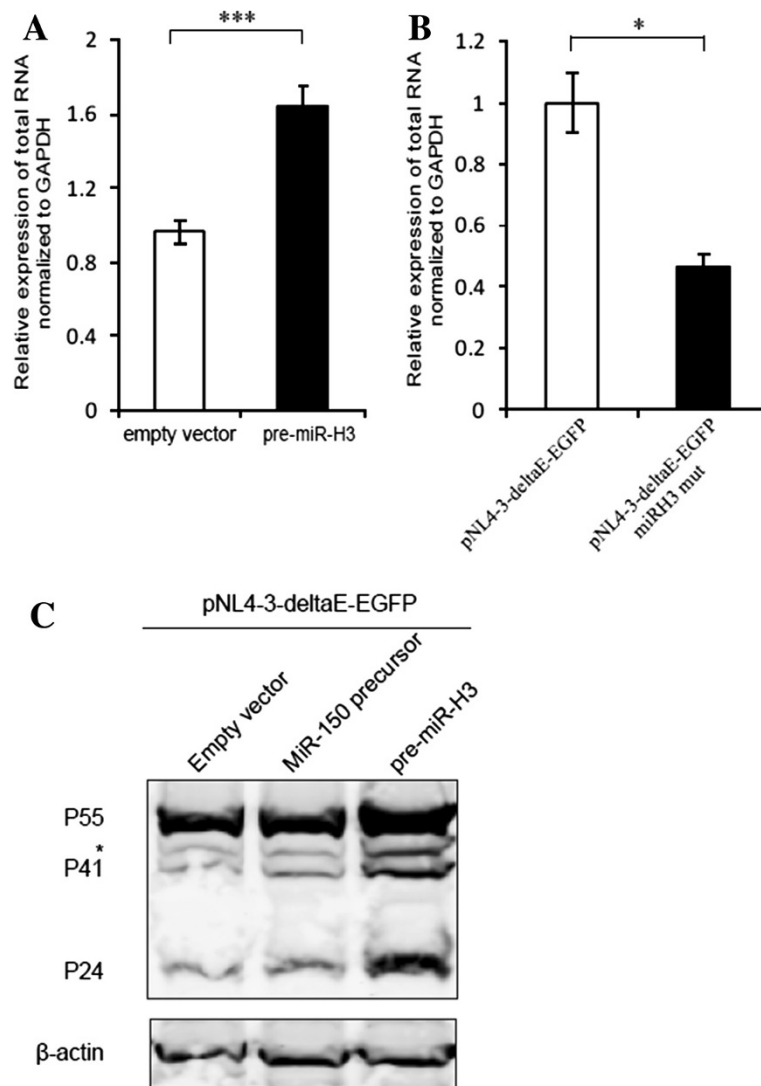 A
Relative expression of total RNA
normalized to GAPDH
2
1.6
1.2
0.8
0.4
0
***
empty vector
pre-miR-H3
B
Relative expression of total RNA
normalized to GAPDH
1.2
1
0.8
0.6
0.4
0.2
0
*
pNL4-3-deltaE-EGFP
pNL4-3-deltaE-EGFP
miRH3 mut
C
pNL4-3-deltaE-EGFP
Empty vector
MiR-150 precursor
pre-miR-H3
P55
*
P41
P24
β-actin